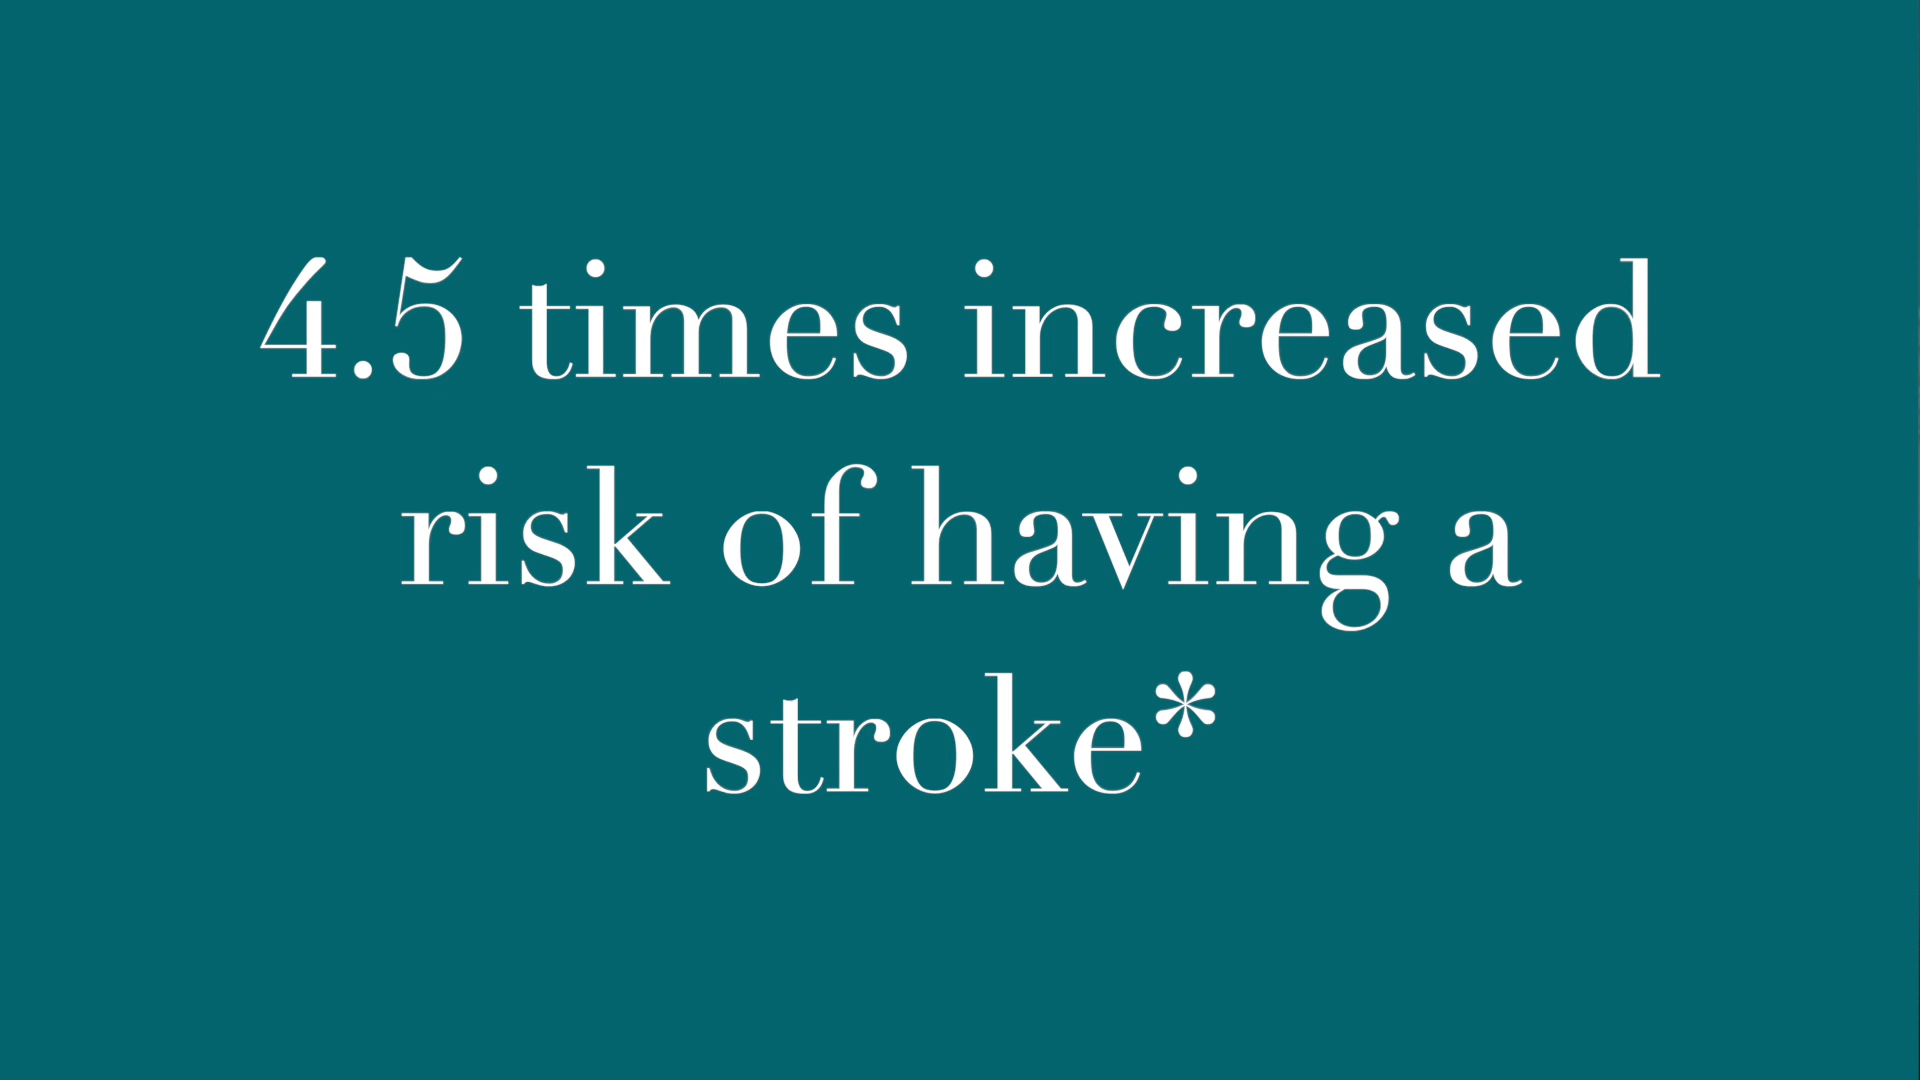 4.5 times increased
risk of having a
stroke*